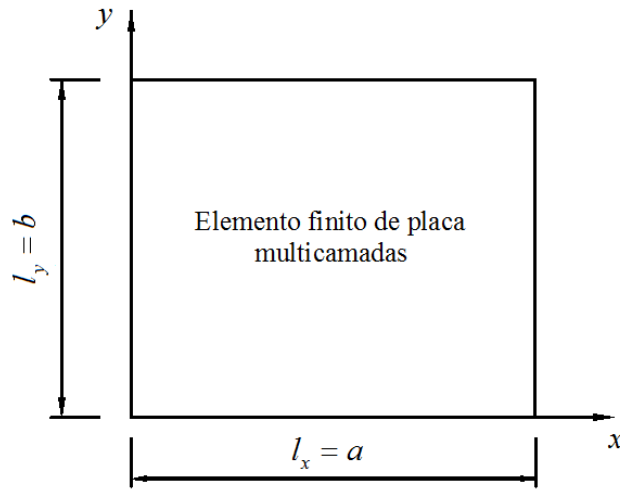 y
Elemento finito de placa
multicamadas
l_y = b
x
l_x = a